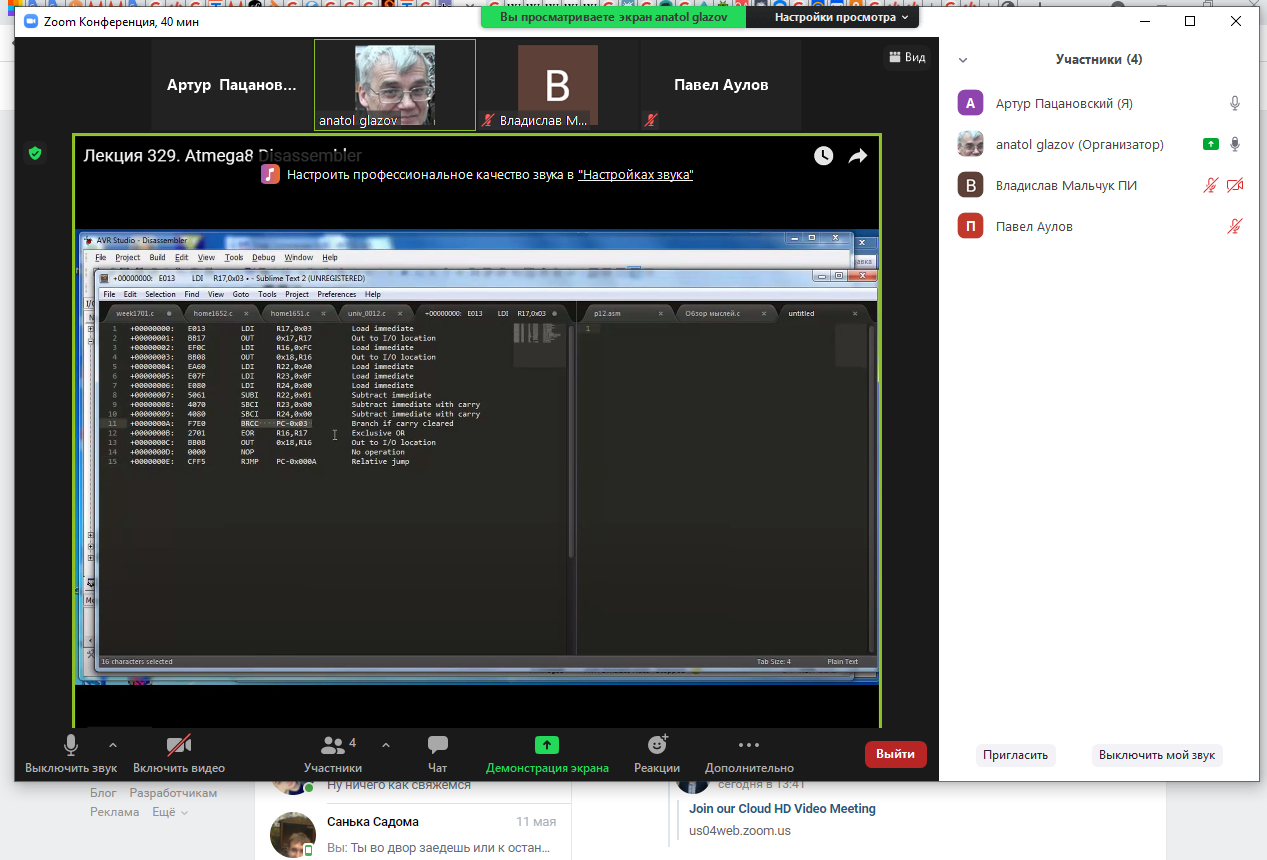 Zoom Конференция, 40 мин
Вы просматриваете экран anatol glazov
Настройки просмотра
Артур Пацанов...
anatol glazov
В
Владислав М...
Павел Аулов
Вид
Лекция 329. Atmega8 Disassembler
Настроить профессиональное качество звука в "Настройках звука"
AVR Studio - Disassembler
File Project Build Edit View Tools Debug Window Help
+00000000: E013 LDI R17,0x03 • - Sublime Text 2 (UNREGISTERED)
File Edit Selection Find View Goto Tools Project Preferences Help
week1701.c home1652.c home1651.c univ_0012.c +00000000: E013 LDI R17,0x03 p12.asm Обзор мыслей.c untitled
1 +00000000: E013 LDI R17,0x03 Load immediate
2 +00000001: BB17 OUT 0x17,R17 Out to I/O location
3 +00000002: EF0C LDI R16,0xFC Load immediate
4 +00000003: BB08 OUT 0x18,R16 Out to I/O location
5 +00000004: EA60 LDI R22,0xA0 Load immediate
6 +00000005: E07F LDI R23,0x0F Load immediate
7 +00000006: E080 LDI R24,0x00 Load immediate
8 +00000007: 5061 SUBI R22,0x01 Subtract immediate
9 +00000008: 4070 SBCI R23,0x00 Subtract immediate with carry
10 +00000009: 4080 SBCI R24,0x00 Subtract immediate with carry
11 +0000000A: F7E0 BRCC PC-0x03 Branch if carry cleared
12 +0000000B: 2701 EOR R16,R17 Exclusive OR
13 +0000000C: BB08 OUT 0x18,R16 Out to I/O location
14 +0000000D: 0000 NOP No operation
15 +0000000E: CFF5 RJMP PC-0x000A Relative jump
1
16 characters selected
Tab Size: 4 Plain Text
Выключить звук
Включить видео
4
Участники
Чат
Демонстрация экрана
Реакции
Дополнительно
Выйти
Участники (4)
А Артур Пацановский (Я)
anatol glazov (Организатор)
В Владислав Мальчук ПИ
П Павел Аулов
Пригласить
Выключить мой звук
Блог Разработчикам
Реклама Ещё
Ну ничего как свяжемся
Санька Садома 11 мая
Вы: Ты во двор заедешь или к остан...
сегодня в 13:41
Join our Cloud HD Video Meeting
us04web.zoom.us